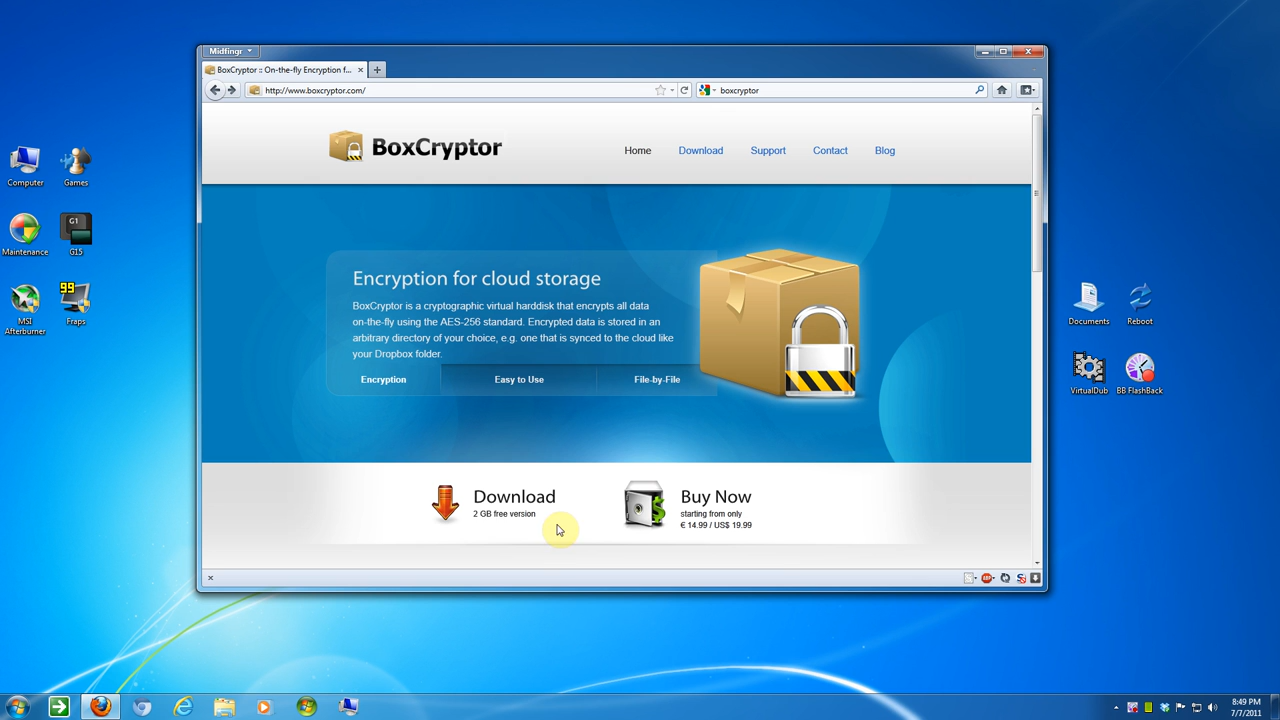 Midfingr
BoxCryptor :: On-the-fly Encryption f...
http://www.boxcryptor.com/
boxcryptor
BoxCryptor
Home
Download
Support
Contact
Blog
Encryption for cloud storage
BoxCryptor is a cryptographic virtual harddisk that encrypts all data
on-the-fly using the AES-256 standard. Encrypted data is stored in an
arbitrary directory of your choice, e.g. one that is synced to the cloud like
your Dropbox folder.
Encryption
Easy to Use
File-by-File
Download
2 GB free version
Buy Now
starting from only
€ 14.99 / US$ 19.99
Computer
Games
Maintenance
G1
G15
MSI
Afterburner
99
Fraps
Documents
Reboot
VirtualDub
BB FlashBack
ABP
8:49 PM
7/7/2011